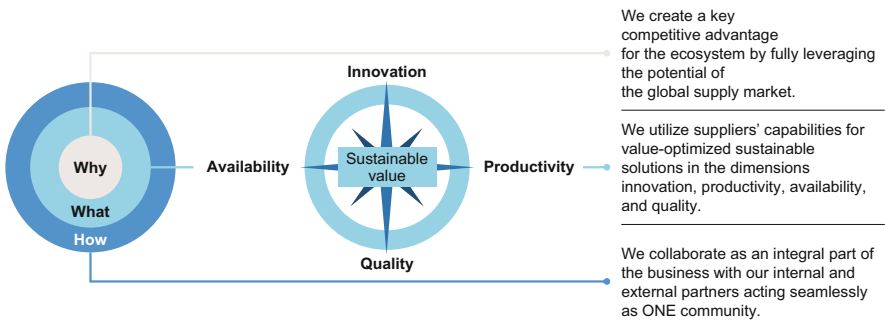 Why
What
How
Availability
Innovation
Sustainable
value
Productivity
Quality
We create a key
competitive advantage
for the ecosystem by fully leveraging
the potential of
the global supply market.
We utilize suppliers’ capabilities for
value-optimized sustainable
solutions in the dimensions
innovation, productivity, availability,
and quality.
We collaborate as an integral part of
the business with our internal and
external partners acting seamlessly
as ONE community.